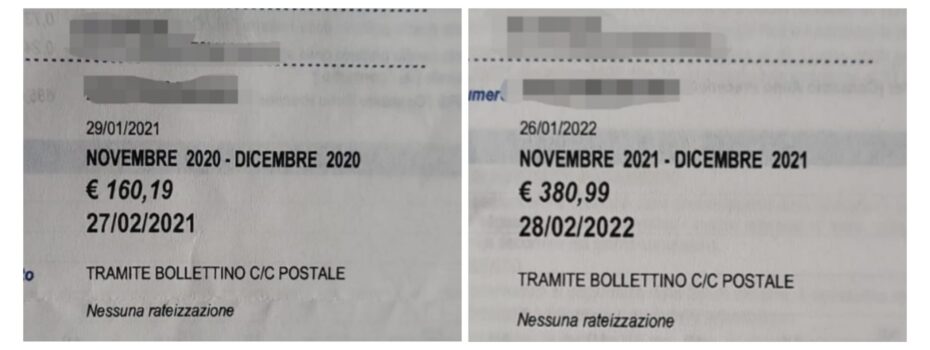 29/01/2021
NOVEMBRE 2020 - DICEMBRE 2020
€ 160,19
27/02/2021
TRAMITE BOLLETTINO C/C POSTALE
Nessuna rateizzazione
26/01/2022
NOVEMBRE 2021 - DICEMBRE 2021
€ 380,99
28/02/2022
TRAMITE BOLLETTINO C/C POSTALE
Nessuna rateizzazione